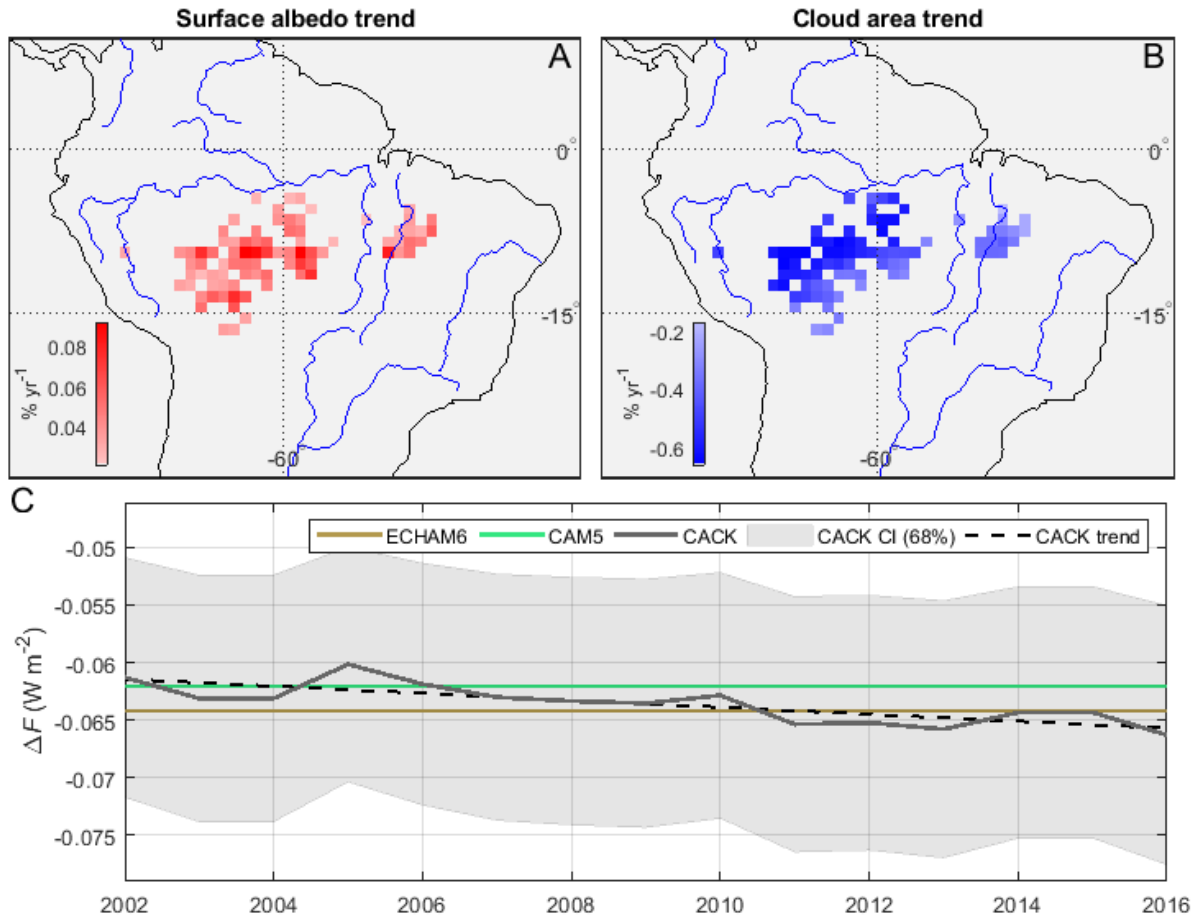 Surface albedo trend
Cloud area trend
A
B
0°
0°
-15°
-15°
0.08
0.06
0.04
% yr-1
-60°
-0.2
-0.4
-0.6
% yr-1
-60°
C
ECHAM6 CAM5 CACK CACK CI (68%) CACK trend
-0.05
-0.055
-0.06
-0.065
-0.07
-0.075
ΔF (W m-2)
2002 2004 2006 2008 2010 2012 2014 2016